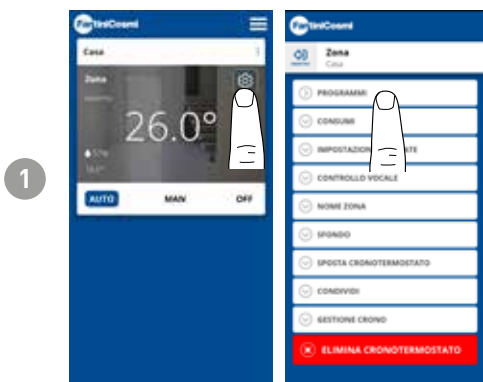 1
FantiniCosmi
Casa
Zona
26.0°
AUTO MAN OFF
FantiniCosmi
Zona
Casa
PROGRAMMI
CONSUMI
CONTROLLO VOCALE
NOME ZONA
SFONDO
SPOSTA CRONOTERMOSTATO
CONDIVIDI
GESTIONE CRONO
ELIMINA CRONOTERMOSTATO